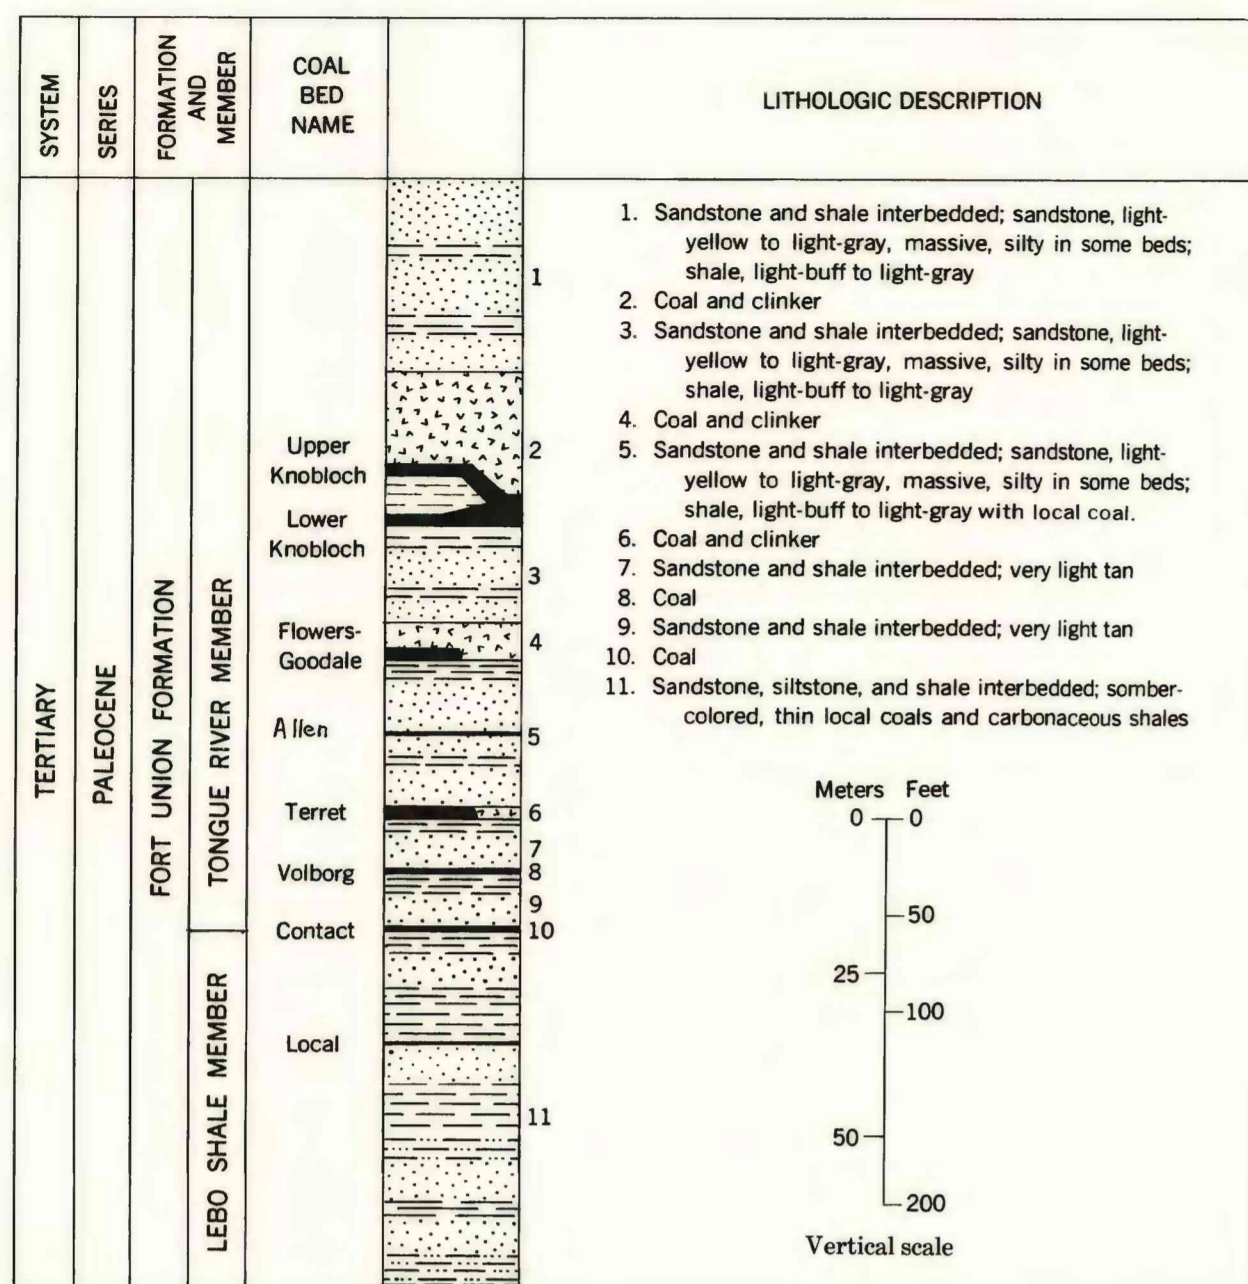 SYSTEM
SERIES
FORMATION
AND
MEMBER
COAL
BED
NAME
LITHOLOGIC DESCRIPTION
TERTIARY
PALEOCENE
FORT UNION FORMATION
TONGUE RIVER MEMBER
LEBO SHALE MEMBER
Upper
Knobloch
Lower
Knobloch
Flowers-
Goodale
Allen
Terret
Volborg
Contact
Local
1
2
3
4
5
6
7
8
9
10
11
1. Sandstone and shale interbedded; sandstone, light-
yellow to light-gray, massive, silty in some beds;
shale, light-buff to light-gray
2. Coal and clinker
3. Sandstone and shale interbedded; sandstone, light-
yellow to light-gray, massive, silty in some beds;
shale, light-buff to light-gray
4. Coal and clinker
5. Sandstone and shale interbedded; sandstone, light-
yellow to light-gray, massive, silty in some beds;
shale, light-buff to light-gray with local coal.
6. Coal and clinker
7. Sandstone and shale interbedded; very light tan
8. Coal
9. Sandstone and shale interbedded; very light tan
10. Coal
11. Sandstone, siltstone, and shale interbedded; somber-
colored, thin local coals and carbonaceous shales
Meters Feet
0 0
50
25
100
50
200
Vertical scale